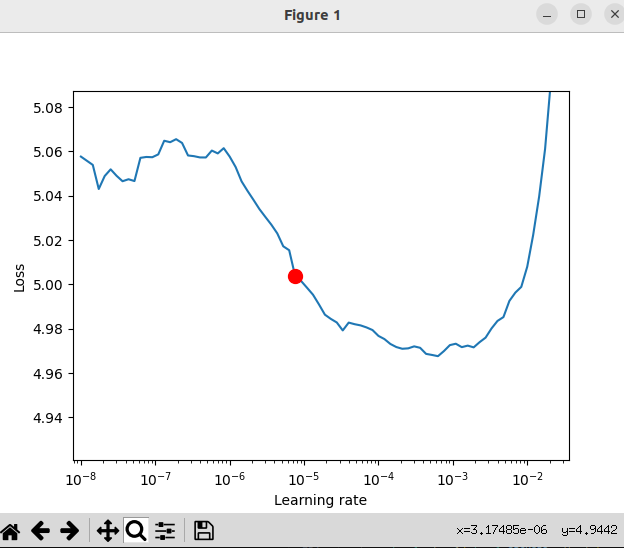 Figure 1
5.08
5.06
5.04
5.02
5.00
4.98
4.96
4.94
Loss
10⁻⁸ 10⁻⁷ 10⁻⁶ 10⁻⁵ 10⁻⁴ 10⁻³ 10⁻²
Learning rate
x=3.17485e-06 y=4.9442